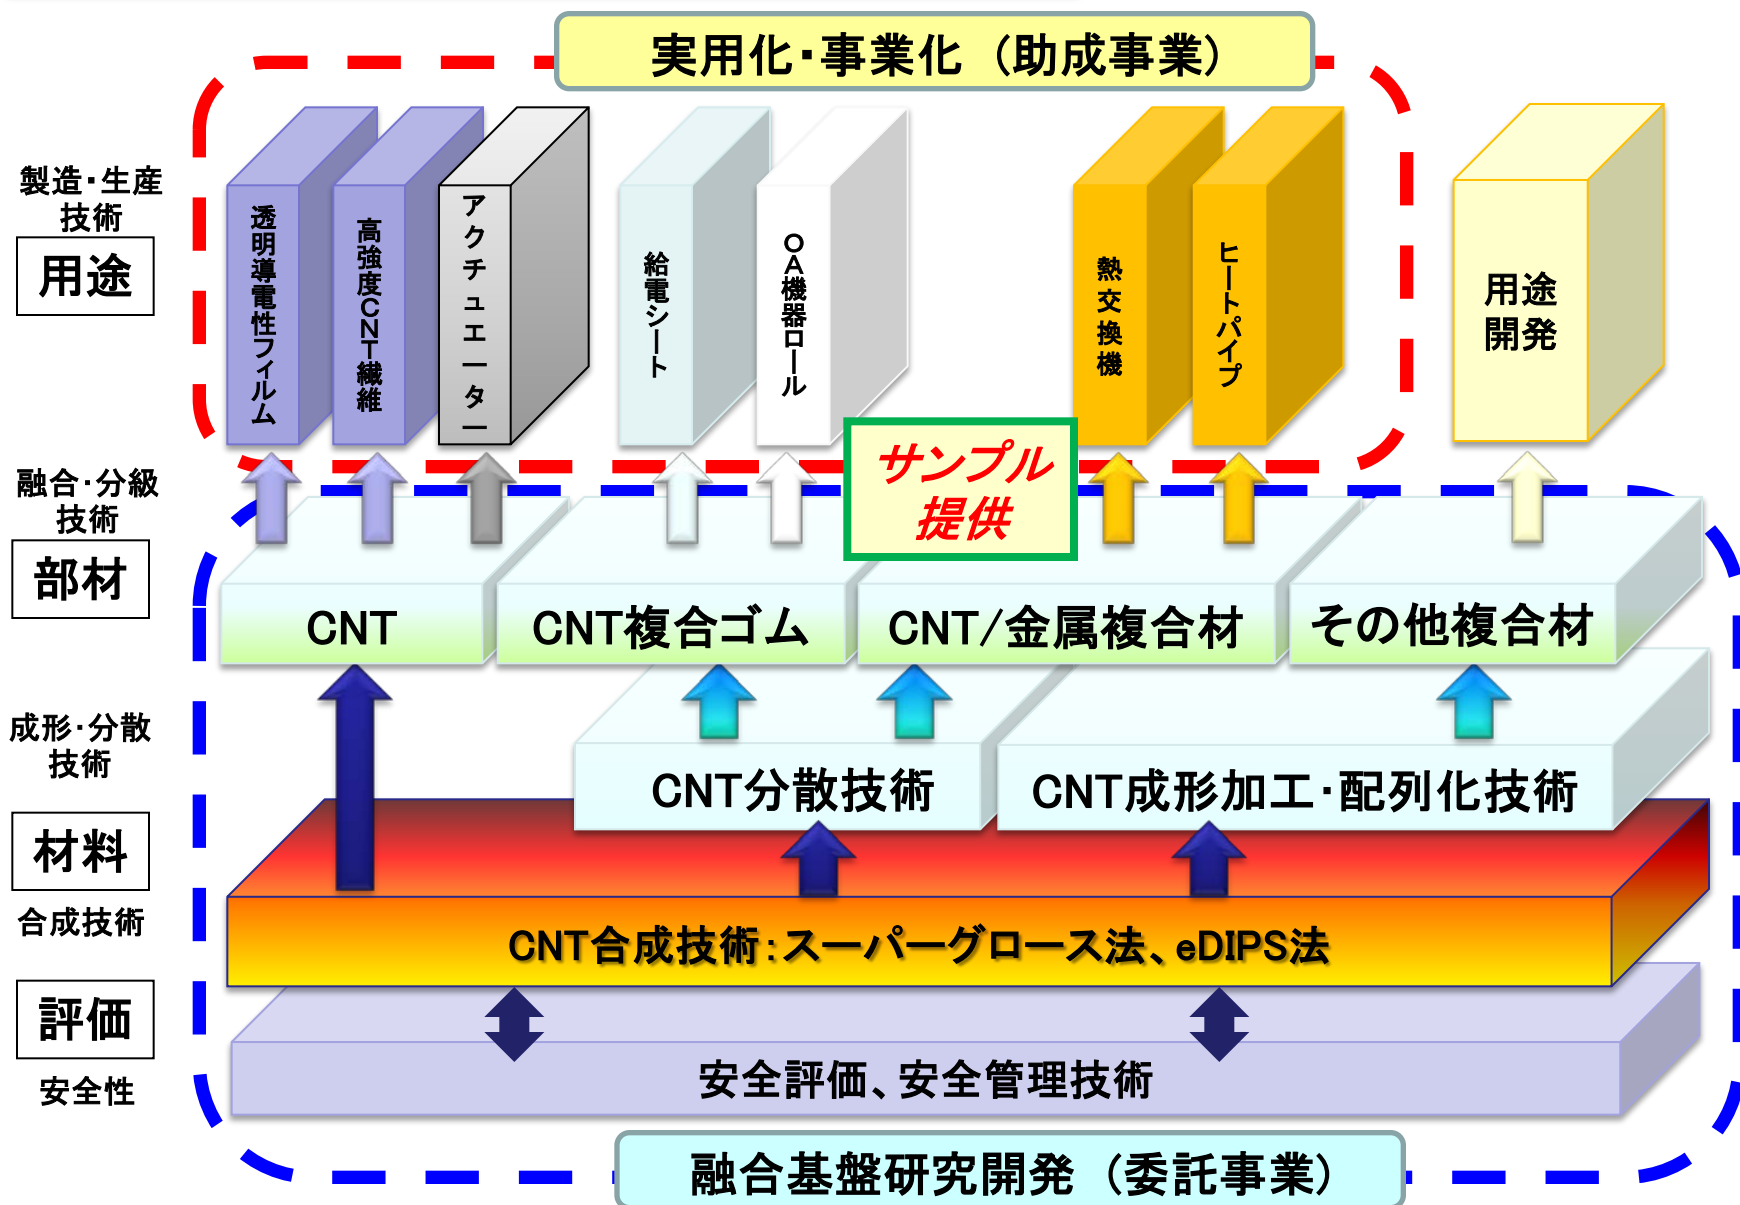 実用化・事業化（助成事業）
製造・生産
技術
用途
透明導電性フィルム
高強度CNT繊維
アクチュエーター
給電シート
OA機器ロール
熱交換機
ヒートパイプ
用途
開発
サンプル
提供
融合・分級
技術
部材
CNT
CNT複合ゴム
CNT/金属複合材
その他複合材
成形・分散
技術
CNT分散技術
CNT成形加工・配列化技術
材料
合成技術
CNT合成技術：スーパーグロース法、eDIPS法
評価
安全性
安全評価、安全管理技術
融合基盤研究開発（委託事業）